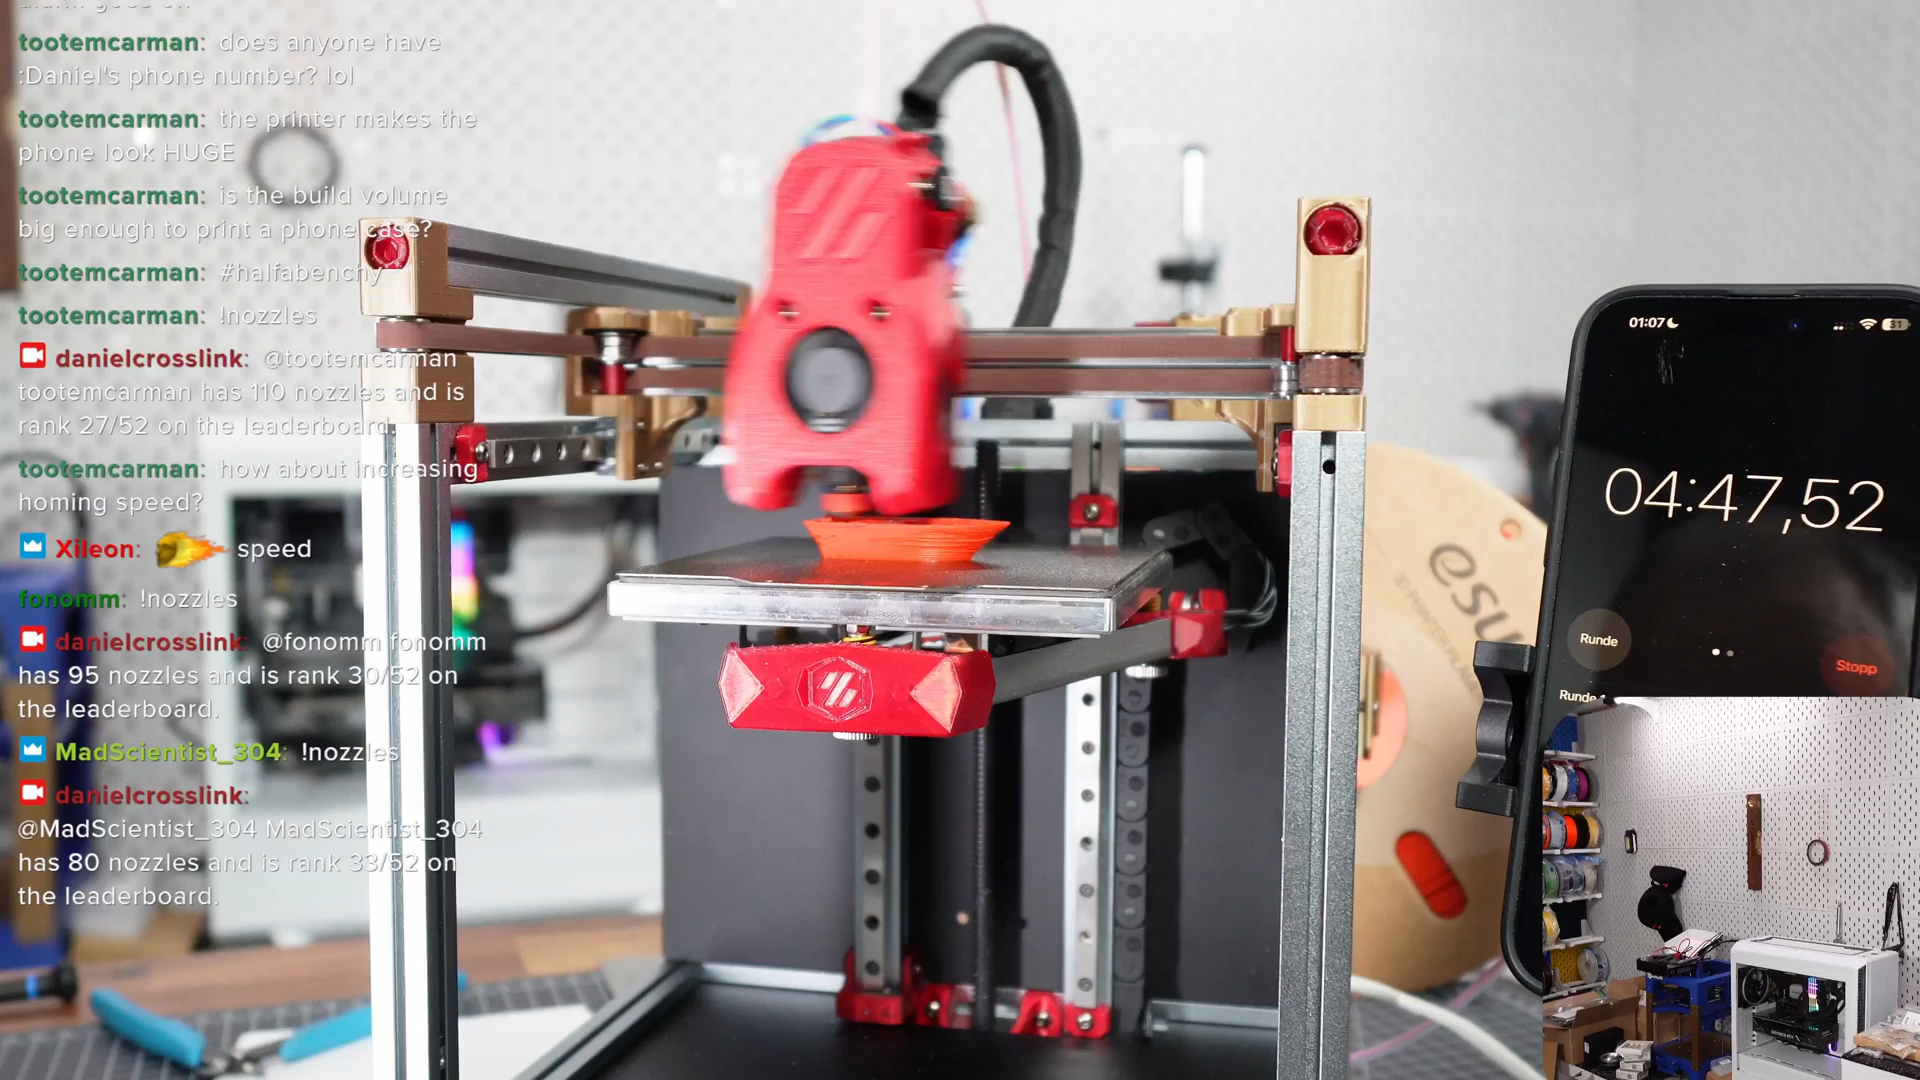 tootemcarman: does anyone have
:Daniel's phone number? lol
tootemcarman: the printer makes the
phone look HUGE
tootemcarman: is the build volume
big enough to print a phone case?
tootemcarman: #halfabenchy
tootemcarman: !nozzles
danielcrosslink: @tootemcarman
tootemcarman has 110 nozzles and is
rank 27/52 on the leaderboard.
tootemcarman: how about increasing
homing speed?
Xileon: speed
fonomm: !nozzles
danielcrosslink: @fonomm fonomm
has 95 nozzles and is rank 30/52 on
the leaderboard.
MadScientist_304: !nozzles
danielcrosslink:
@MadScientist_304 MadScientist_304
has 80 nozzles and is rank 33/52 on
the leaderboard.
01:07
31
04:47,52
Runde
Stopp
Runde
esu